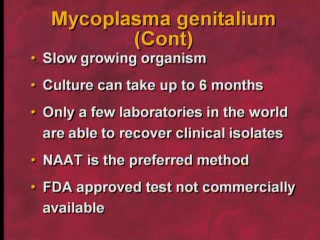 Mycoplasma genitalium
(Cont)
• Slow growing organism
• Culture can take up to 6 months
• Only a few laboratories in the world
are able to recover clinical isolates
• NAAT is the preferred method
• FDA approved test not commercially
available